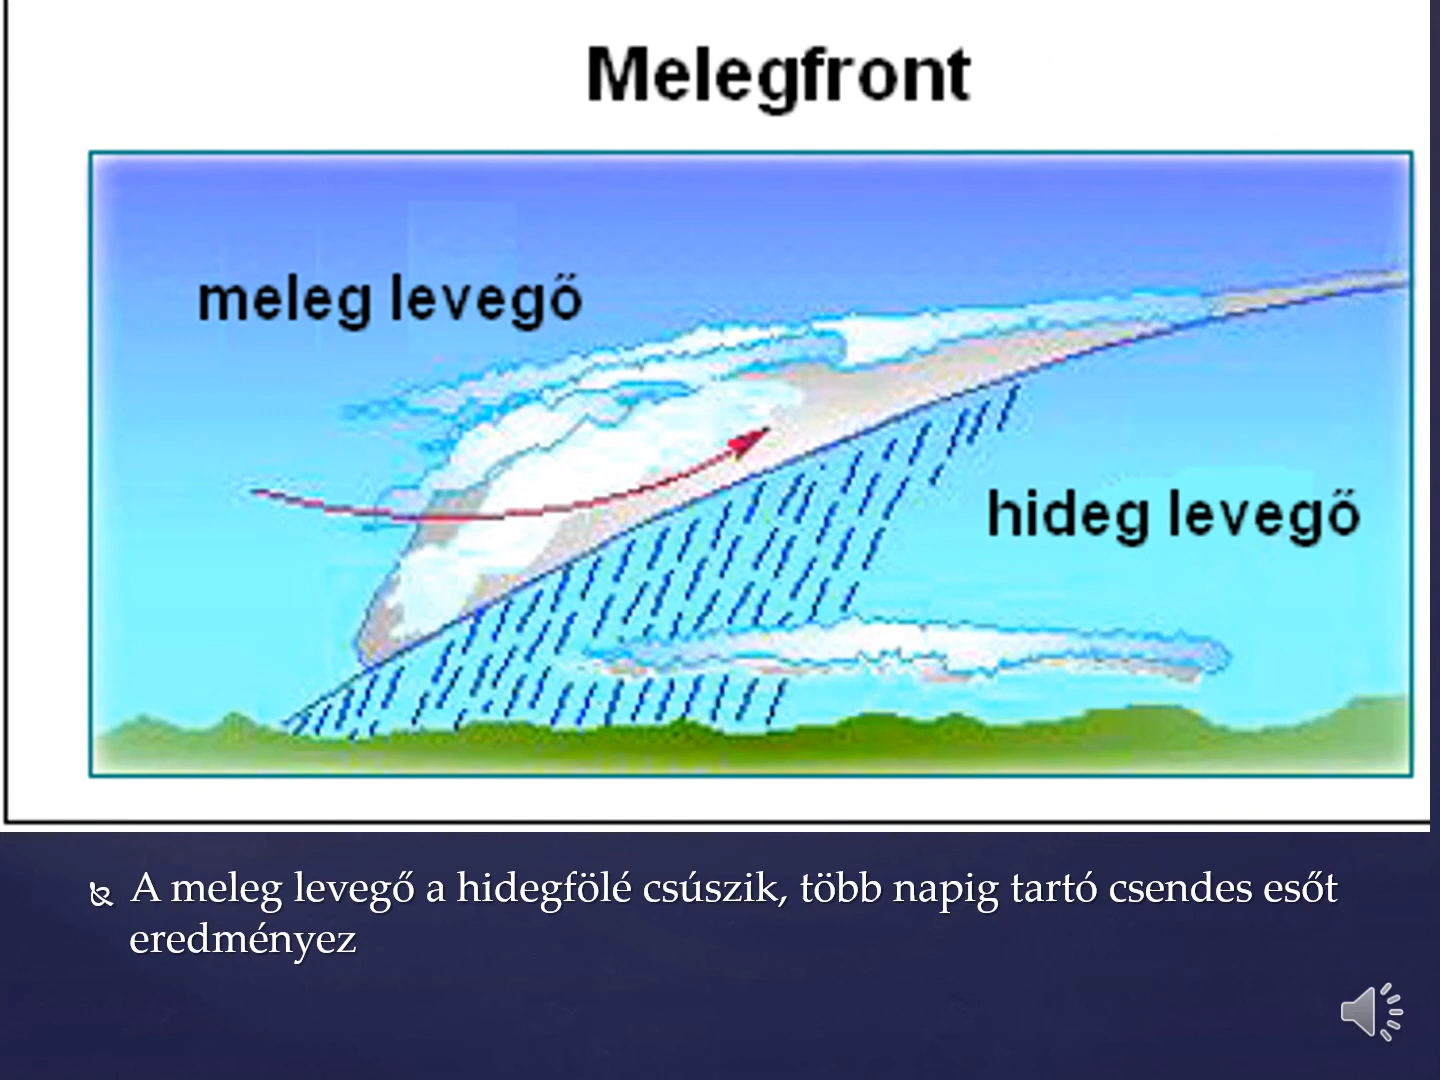 Melegfront
meleg levegő
hideg levegő
A meleg levegő a hidegfölé csúszik, több napig tartó csendes esőt
eredményez